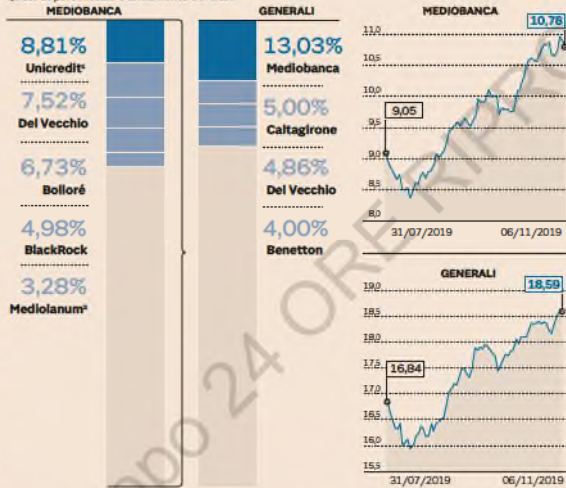 MEDIOBANCA
8,81%
Unicredit¹
7,52%
Del Vecchio
6,73%
Bolloré
4,98%
BlackRock
3,28%
Mediolanum²
GENERALI
13,03%
Mediobanca
5,00%
Caltagirone
4,86%
Del Vecchio
4,00%
Benetton
MEDIOBANCA
10,78
11,0
10,5
10,0
9,5
9,0
8,5
8,0
9,05
31/07/2019
06/11/2019
GENERALI
18,59
19,0
18,5
18,0
17,5
17,0
16,5
16,0
15,5
16,84
31/07/2019
06/11/2019
24 ORE